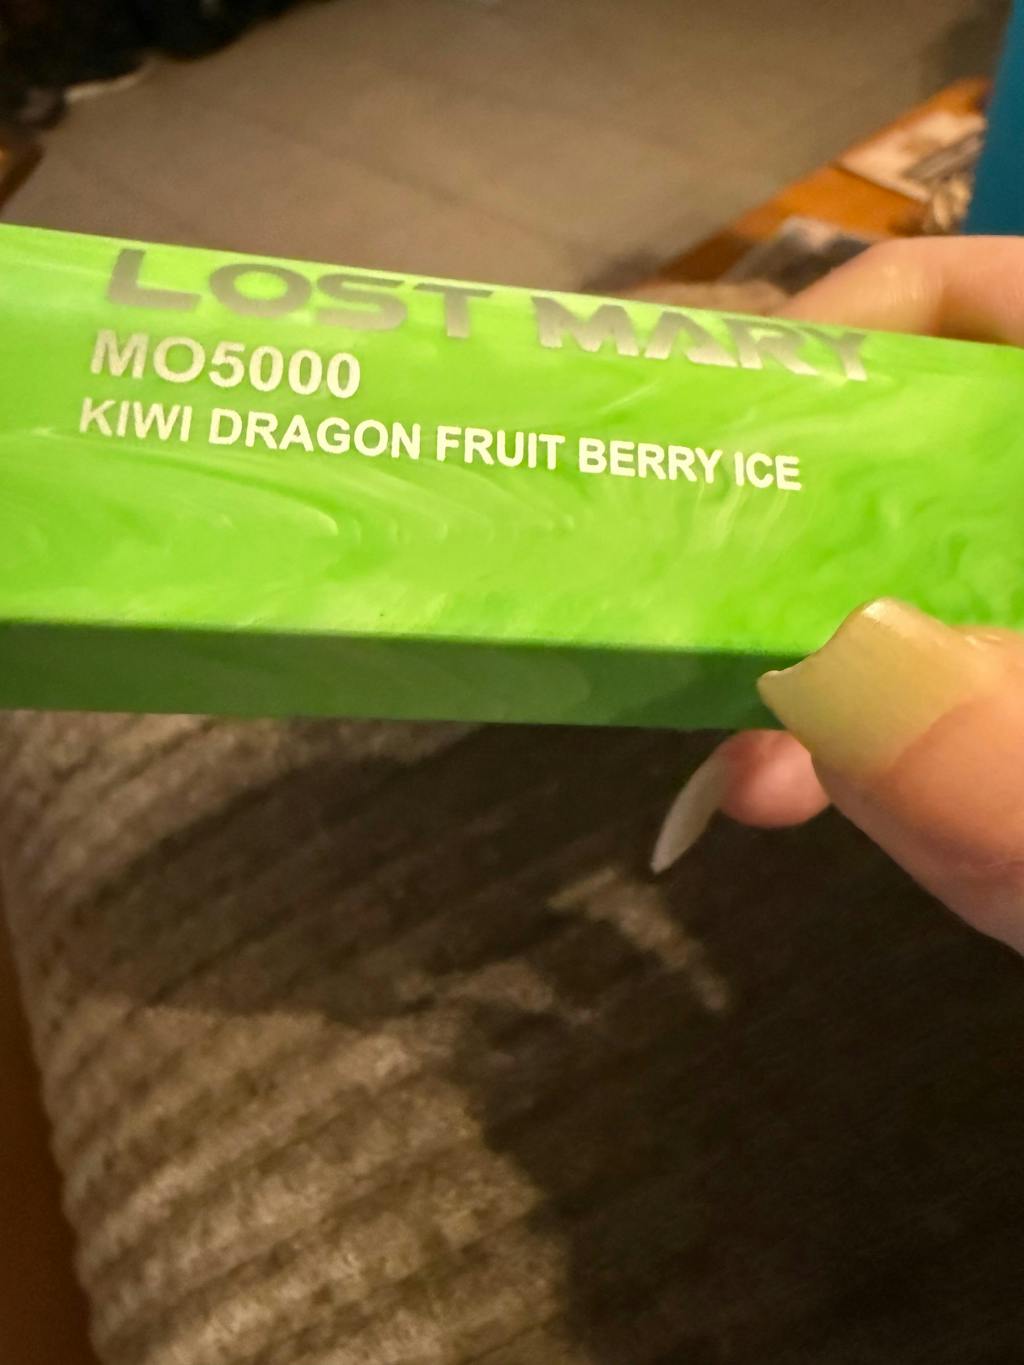 LOST MARY
MO5000
KIWI DRAGON FRUIT BERRY ICE